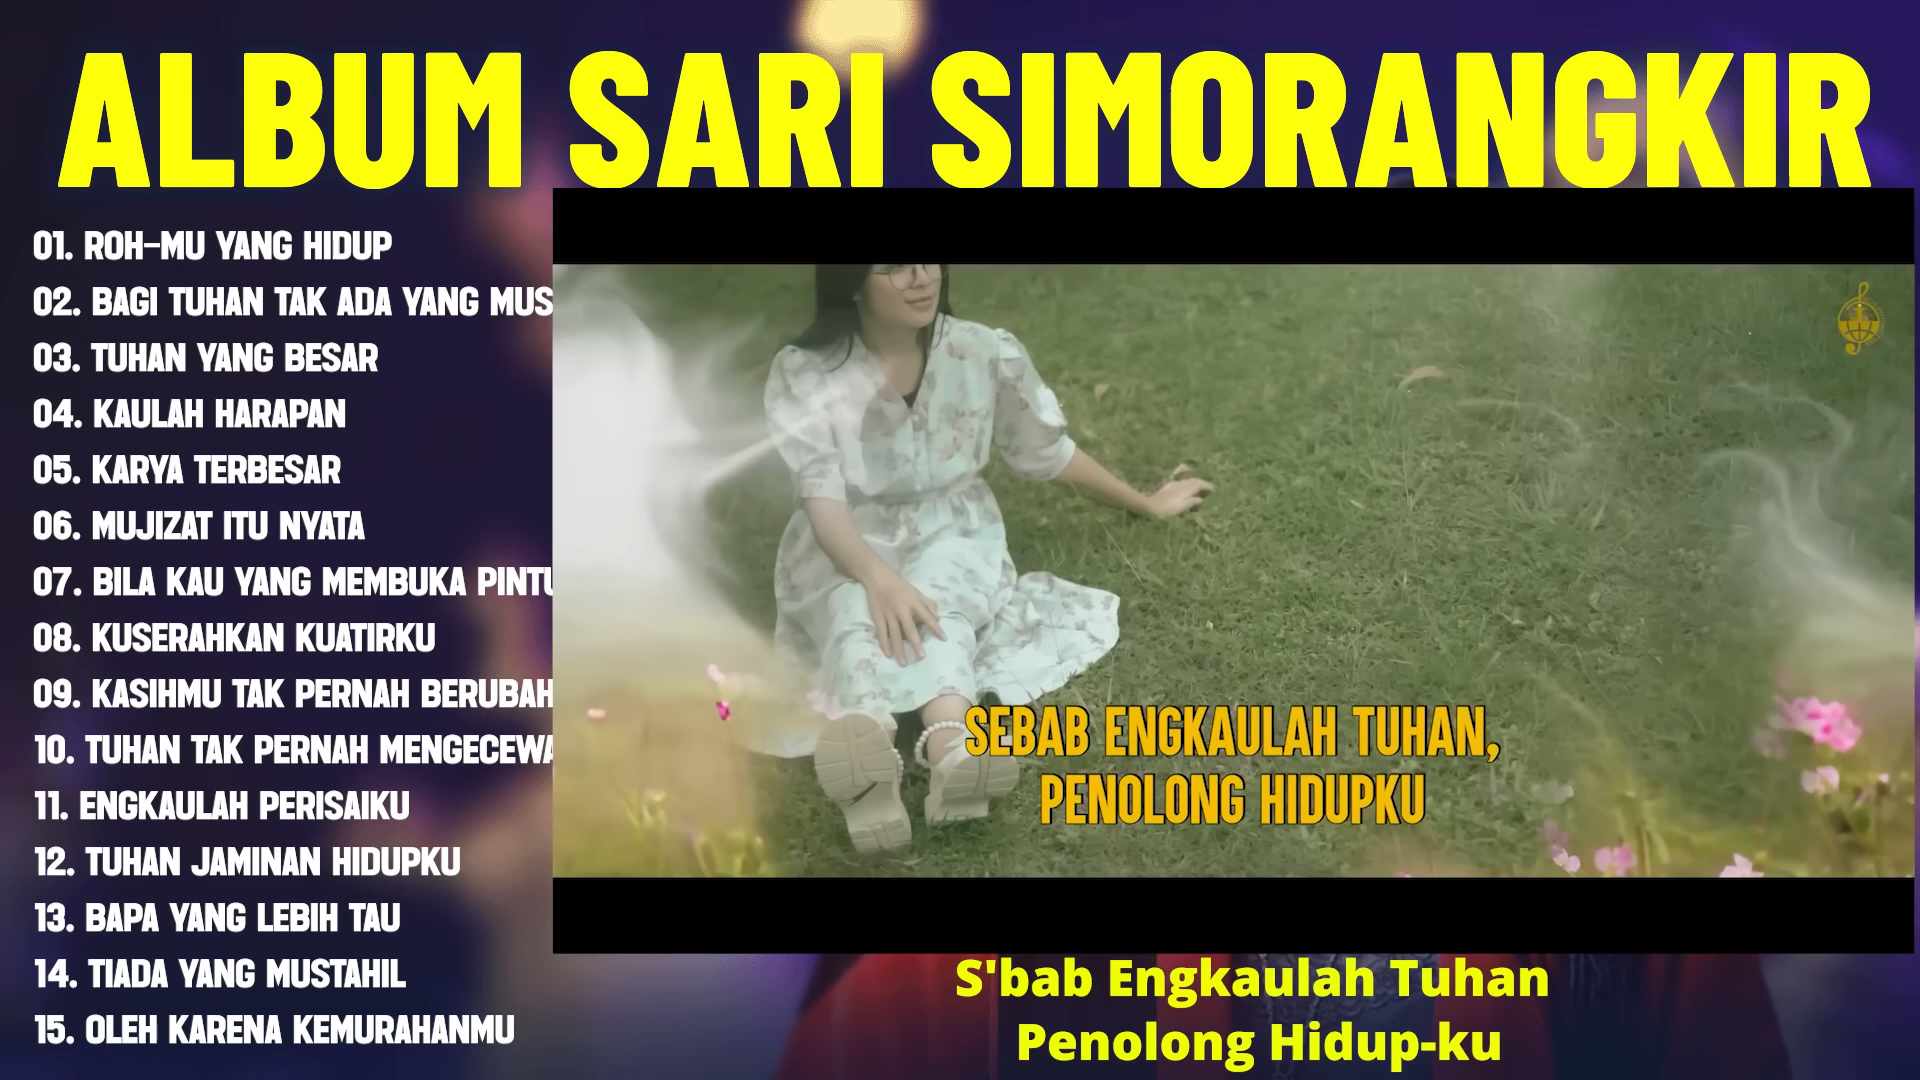 ALBUM SARI SIMORANGKIR
01. ROH-MU YANG HIDUP
02. BAGI TUHAN TAK ADA YANG MUS
03. TUHAN YANG BESAR
04. KAULAH HARAPAN
05. KARYA TERBESAR
06. MUJIZAT ITU NYATA
07. BILA KAU YANG MEMBUKA PINTU
08. KUSERAHKAN KUATIRKU
09. KASIHMU TAK PERNAH BERUBAH
10. TUHAN TAK PERNAH MENGECEWA
11. ENGKAULAH PERISAIKU
12. TUHAN JAMINAN HIDUPKU
13. BAPA YANG LEBIH TAU
14. TIADA YANG MUSTAHIL
15. OLEH KARENA KEMURAHANMU
SEBAB ENGKAULAH TUHAN,
PENOLONG HIDUPKU
S'bab Engkaulah Tuhan
Penolong Hidup-ku